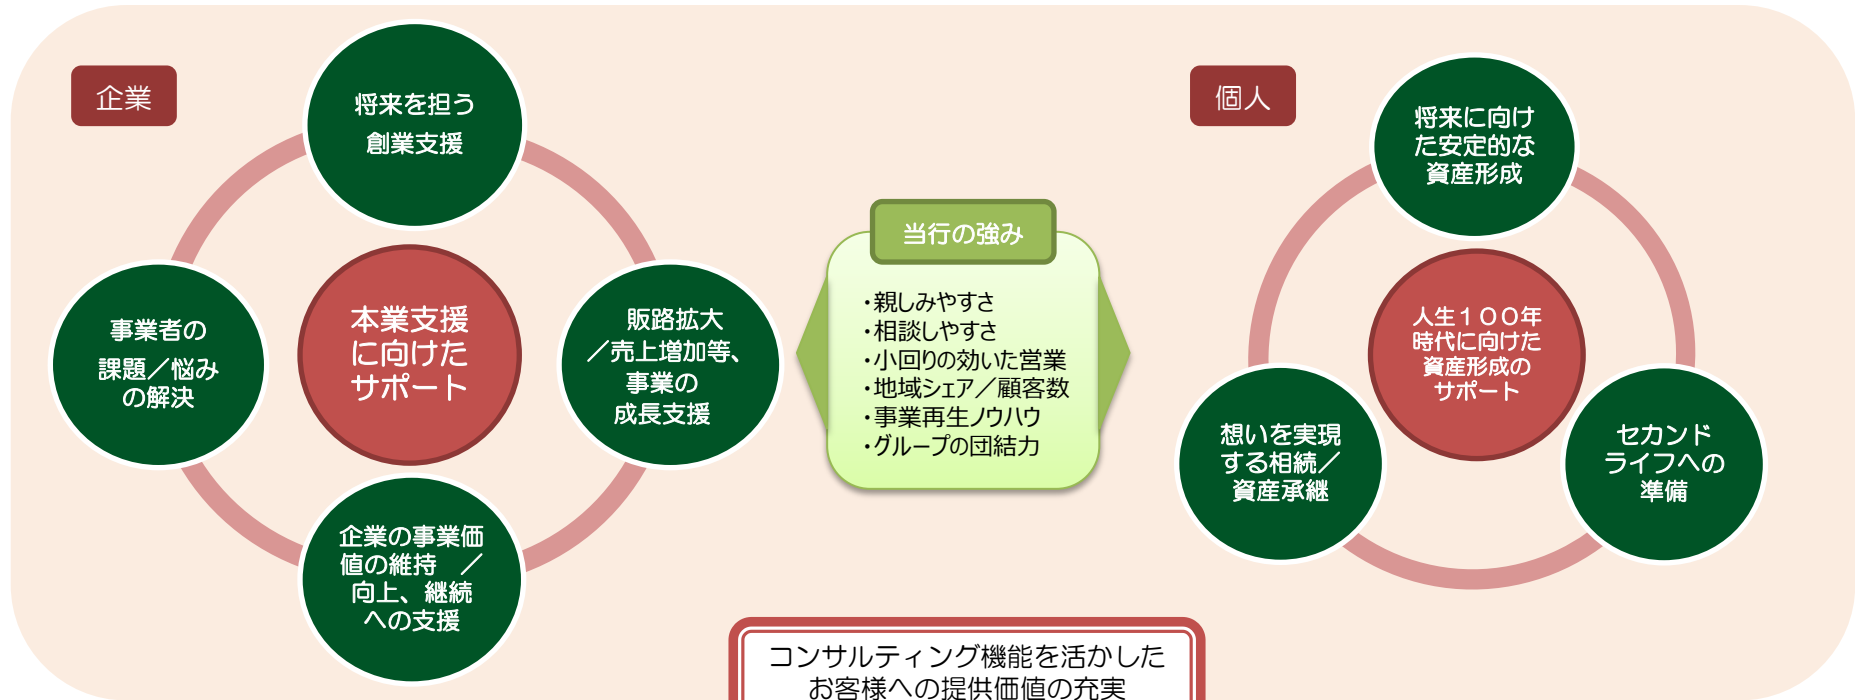 企業
将来を担う
創業支援
事業者の
課題／悩み
の解決
本業支援
に向けた
サポート
販路拡大
／売上増加等、
事業の
成長支援
企業の事業価
値の維持　／
向上、継続
への支援
当行の強み
・親しみやすさ
・相談しやすさ
・小回りの効いた営業
・地域シェア／顧客数
・事業再生ノウハウ
・グループの団結力
個人
将来に向け
た安定的な
資産形成
人生１００年
時代に向けた
資産形成の
サポート
想いを実現
する相続／
資産承継
セカンド
ライフへの
準備
コンサルティング機能を活かした
お客様への提供価値の充実